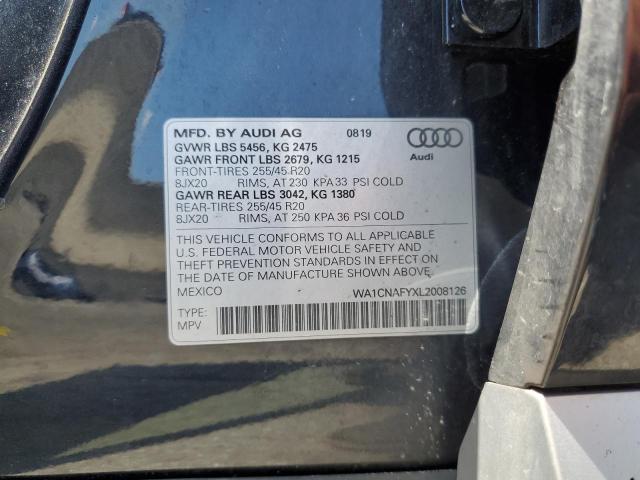 MFD. BY AUDI AG 0819
GVWR LBS 5456, KG 2475
GAWR FRONT LBS 2679, KG 1215
FRONT-TIRES 255/45 R20
8JX20 RIMS, AT 230 KPA 33 PSI COLD
GAWR REAR LBS 3042, KG 1380
REAR-TIRES 255/45 R20
8JX20 RIMS, AT 250 KPA 36 PSI COLD
Audi
THIS VEHICLE CONFORMS TO ALL APPLICABLE
U.S. FEDERAL MOTOR VEHICLE SAFETY AND
THEFT PREVENTION STANDARDS IN EFFECT ON
THE DATE OF MANUFACTURE SHOWN ABOVE.
MEXICO WA1CNAFYXL2008126
TYPE:
MPV